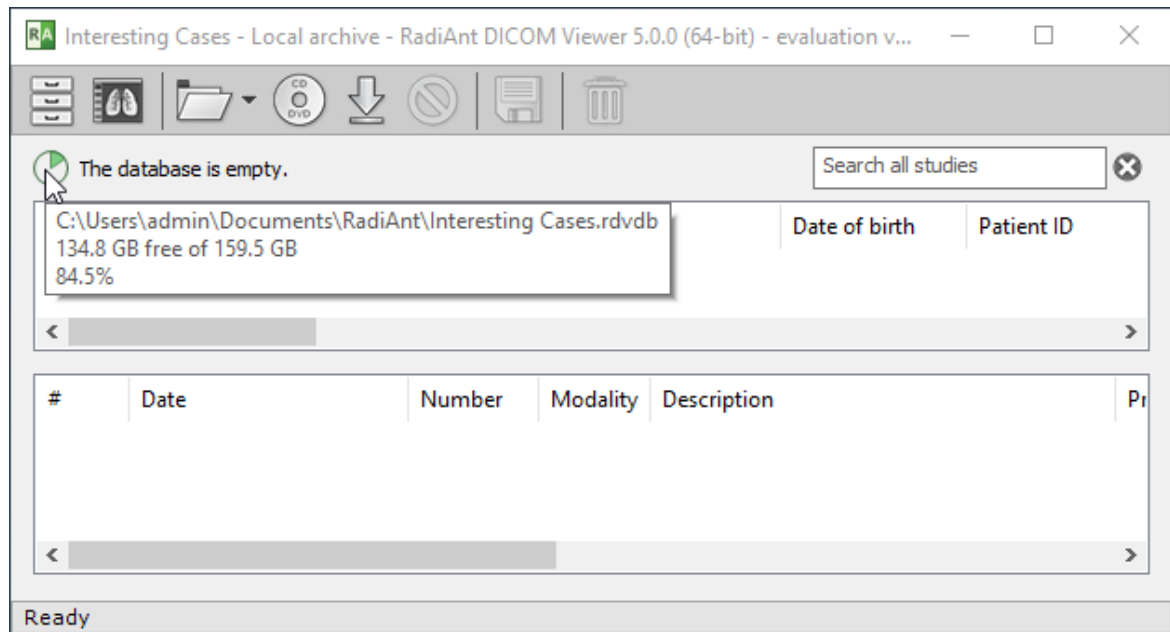 RA Interesting Cases - Local archive - RadiAnt DICOM Viewer 5.0.0 (64-bit) - evaluation v...
CD
DVD
The database is empty.
Search all studies
C:\Users\admin\Documents\RadiAnt\Interesting Cases.rdvdb
134.8 GB free of 159.5 GB
84.5%
Date of birth Patient ID
# Date Number Modality Description Pr
Ready